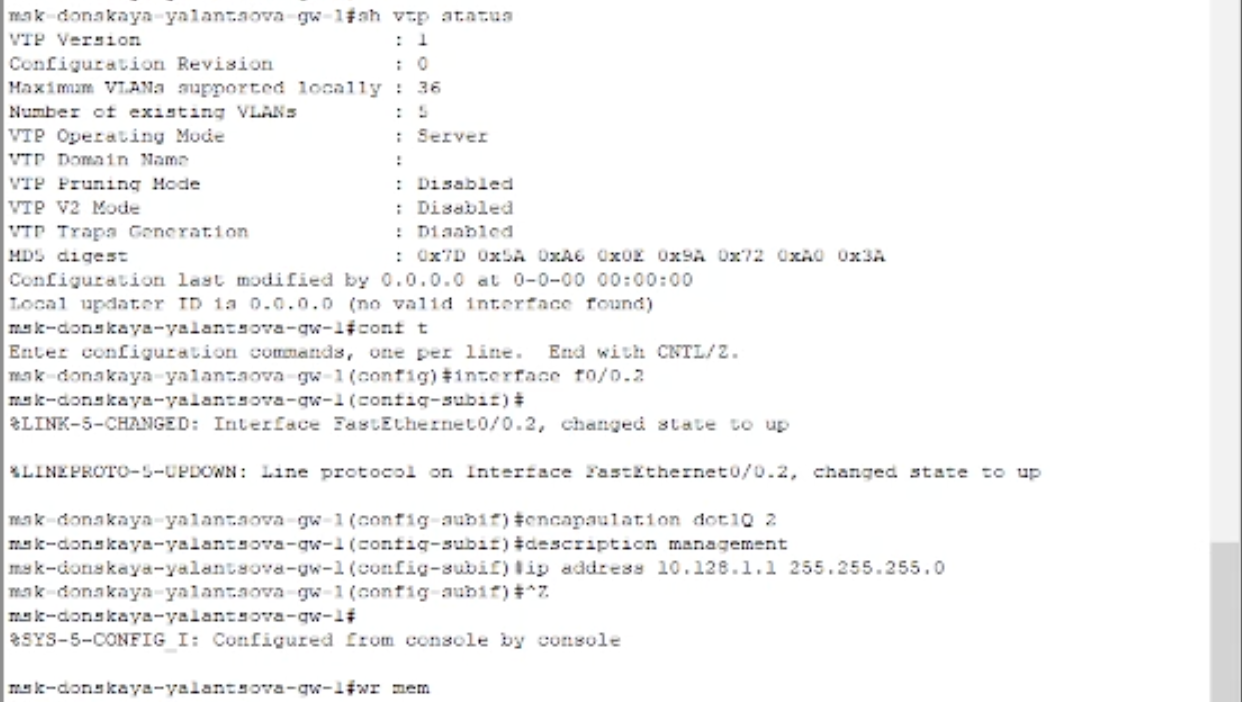 msk-donskaya-yalantsova-gw-1#sh vtp status
VTP Version : 1
Configuration Revision : 0
Maximum VLANs supported locally : 36
Number of existing VLANs : 5
VTP Operating Mode : Server
VTP Domain Name :
VTP Pruning Mode : Disabled
VTP V2 Mode : Disabled
VTP Traps Generation : Disabled
MD5 digest : 0x7D 0x5A 0xA6 0x0E 0x9A 0x72 0xA0 0x3A
Configuration last modified by 0.0.0.0 at 0-0-00 00:00:00
Local updater ID is 0.0.0.0 (no valid interface found)
msk-donskaya-yalantsova-gw-1#conf t
Enter configuration commands, one per line. End with CNTL/Z.
msk-donskaya-yalantsova-gw-1(config)#interface f0/0.2
msk-donskaya-yalantsova-gw-1(config-subif)#
%LINK-5-CHANGED: Interface FastEthernet0/0.2, changed state to up
%LINEPROTO-5-UPDOWN: Line protocol on Interface FastEthernet0/0.2, changed state to up
msk-donskaya-yalantsova-gw-1(config-subif)#encapsulation dot1Q 2
msk-donskaya-yalantsova-gw-1(config-subif)#description management
msk-donskaya-yalantsova-gw-1(config-subif)#ip address 10.128.1.1 255.255.255.0
msk-donskaya-yalantsova-gw-1(config-subif)#^Z
msk-donskaya-yalantsova-gw-1#
%SYS-5-CONFIG_I: Configured from console by console
msk-donskaya-yalantsova-gw-1#wr mem